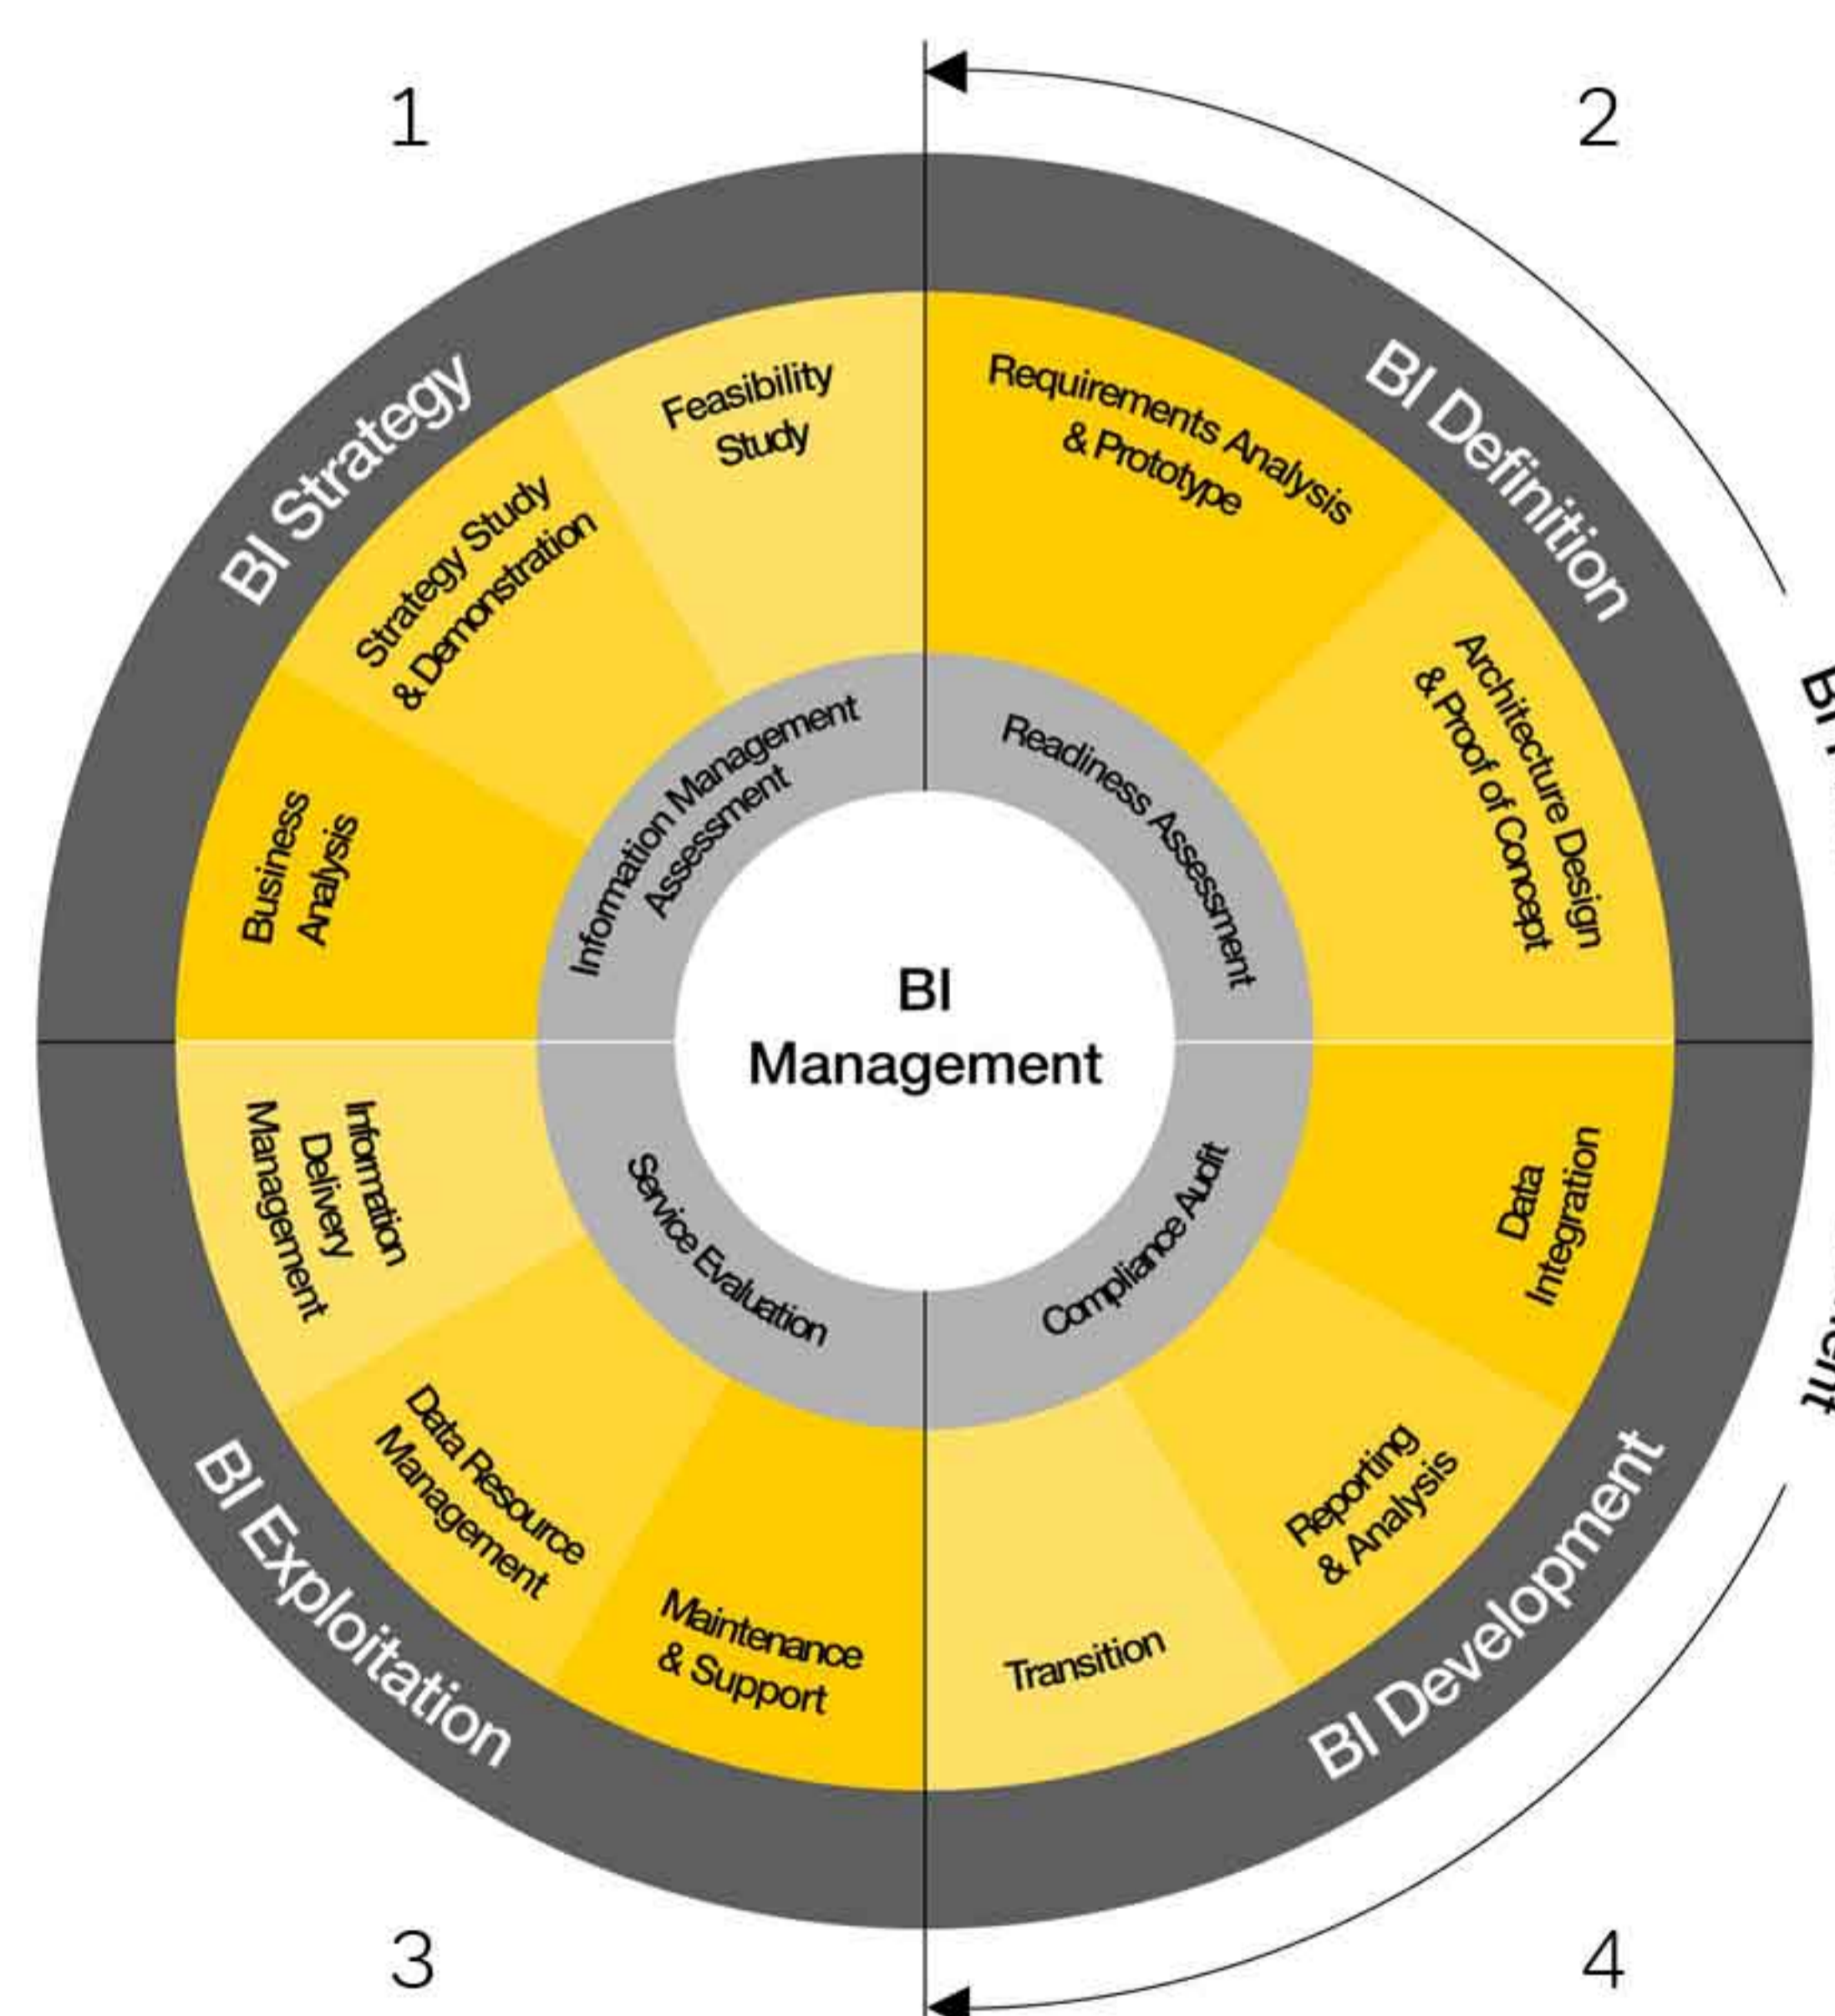 1
2
BI Strategy
Feasibility
Study
Strategy Study
& Demonstration
Business
Analysis
Information Management
Assessment
BI Definition
Requirements Analysis
& Prototype
Architecture Design
& Proof of Concept
Readiness Assessment
BI
Management
BI Exploitation
Information
Delivery
Management
Data Resource
Management
Maintenance
& Support
Service Evaluation
BI Development
Data
Integration
Reporting
& Analysis
Transition
Compliance Audit
3
4